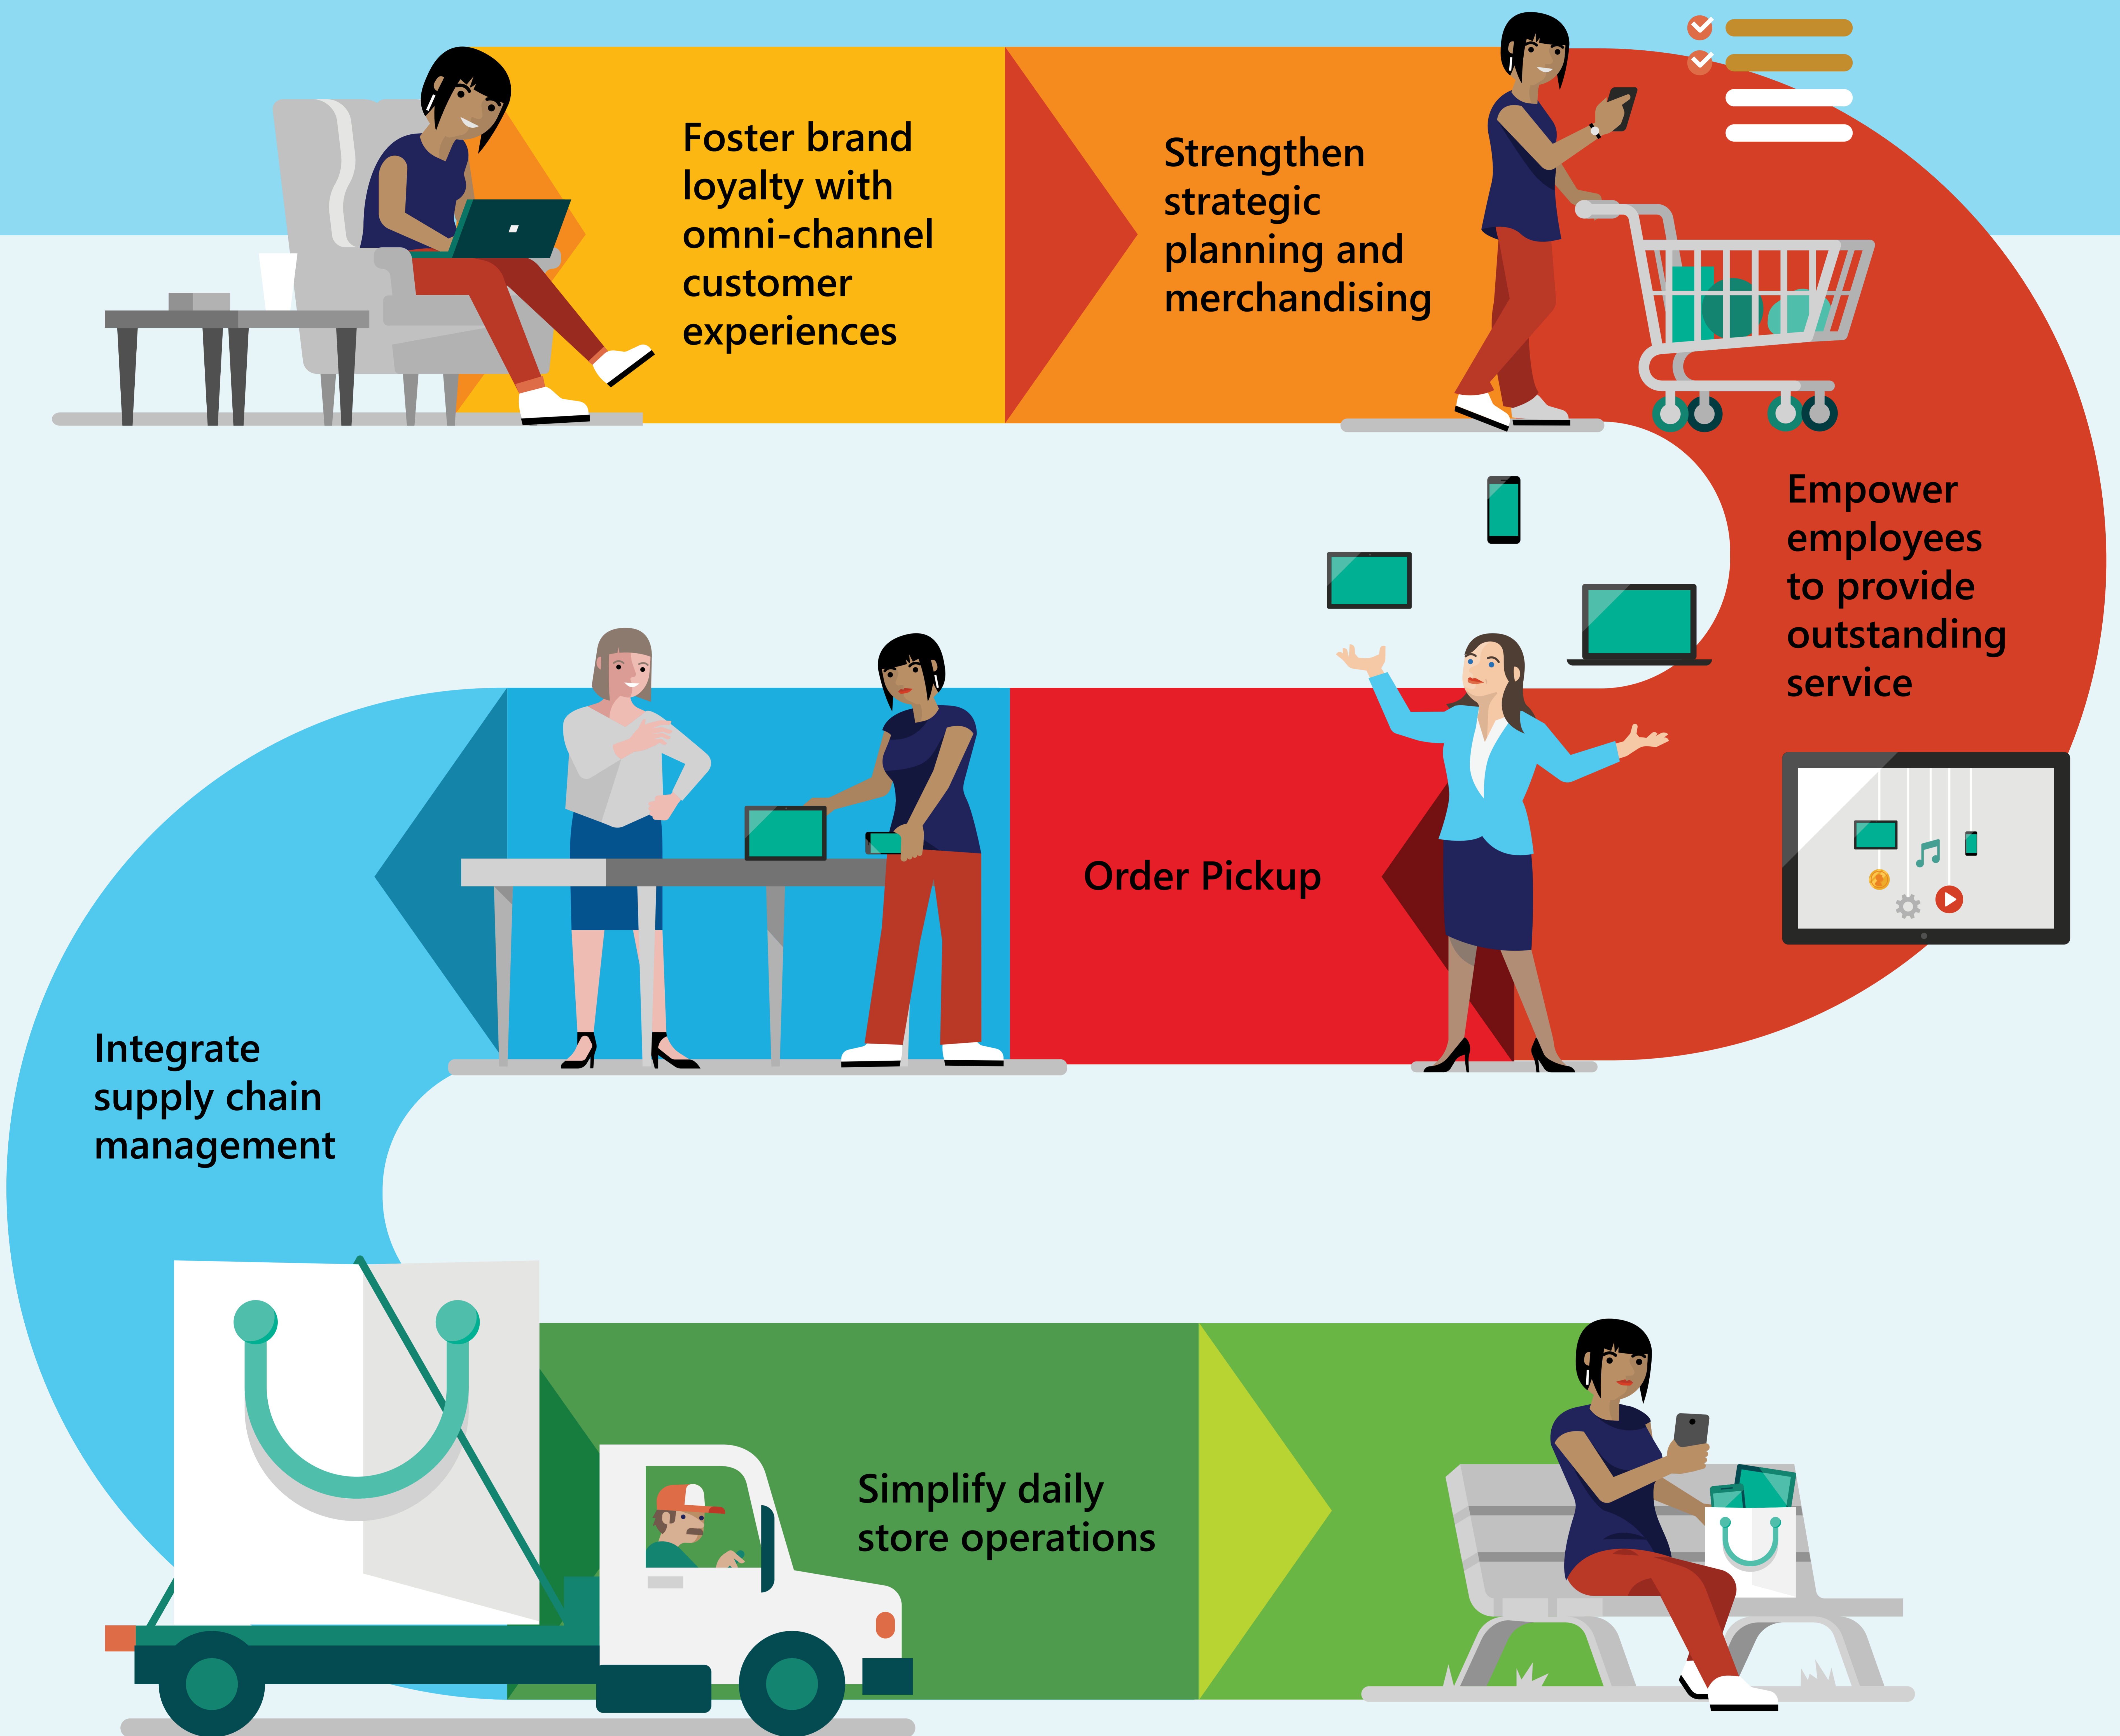 Foster brand
loyalty with
omni-channel
customer
experiences
Strengthen
strategic
planning and
merchandising
Empower
employees
to provide
outstanding
service
Order Pickup
Integrate
supply chain
management
Simplify daily
store operations